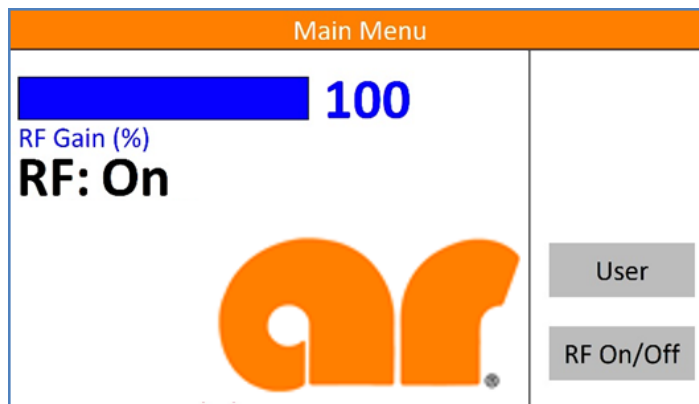 Main Menu
100
RF Gain (%)
RF: On
ar
®
User
RF On/Off